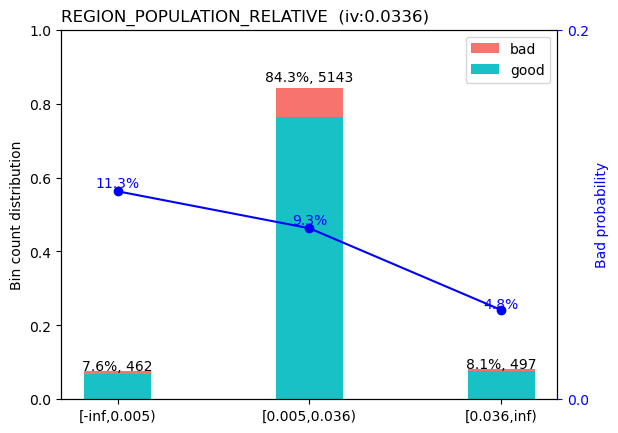 REGION_POPULATION_RELATIVE (iv:0.0336)
1.0
0.8
0.6
0.4
0.2
0.0
Bin count distribution
0.2
0.0
Bad probability
bad
good
84.3%, 5143
11.3%
9.3%
4.8%
7.6%, 462
8.1%, 497
[-inf,0.005)
[0.005,0.036)
[0.036,inf)